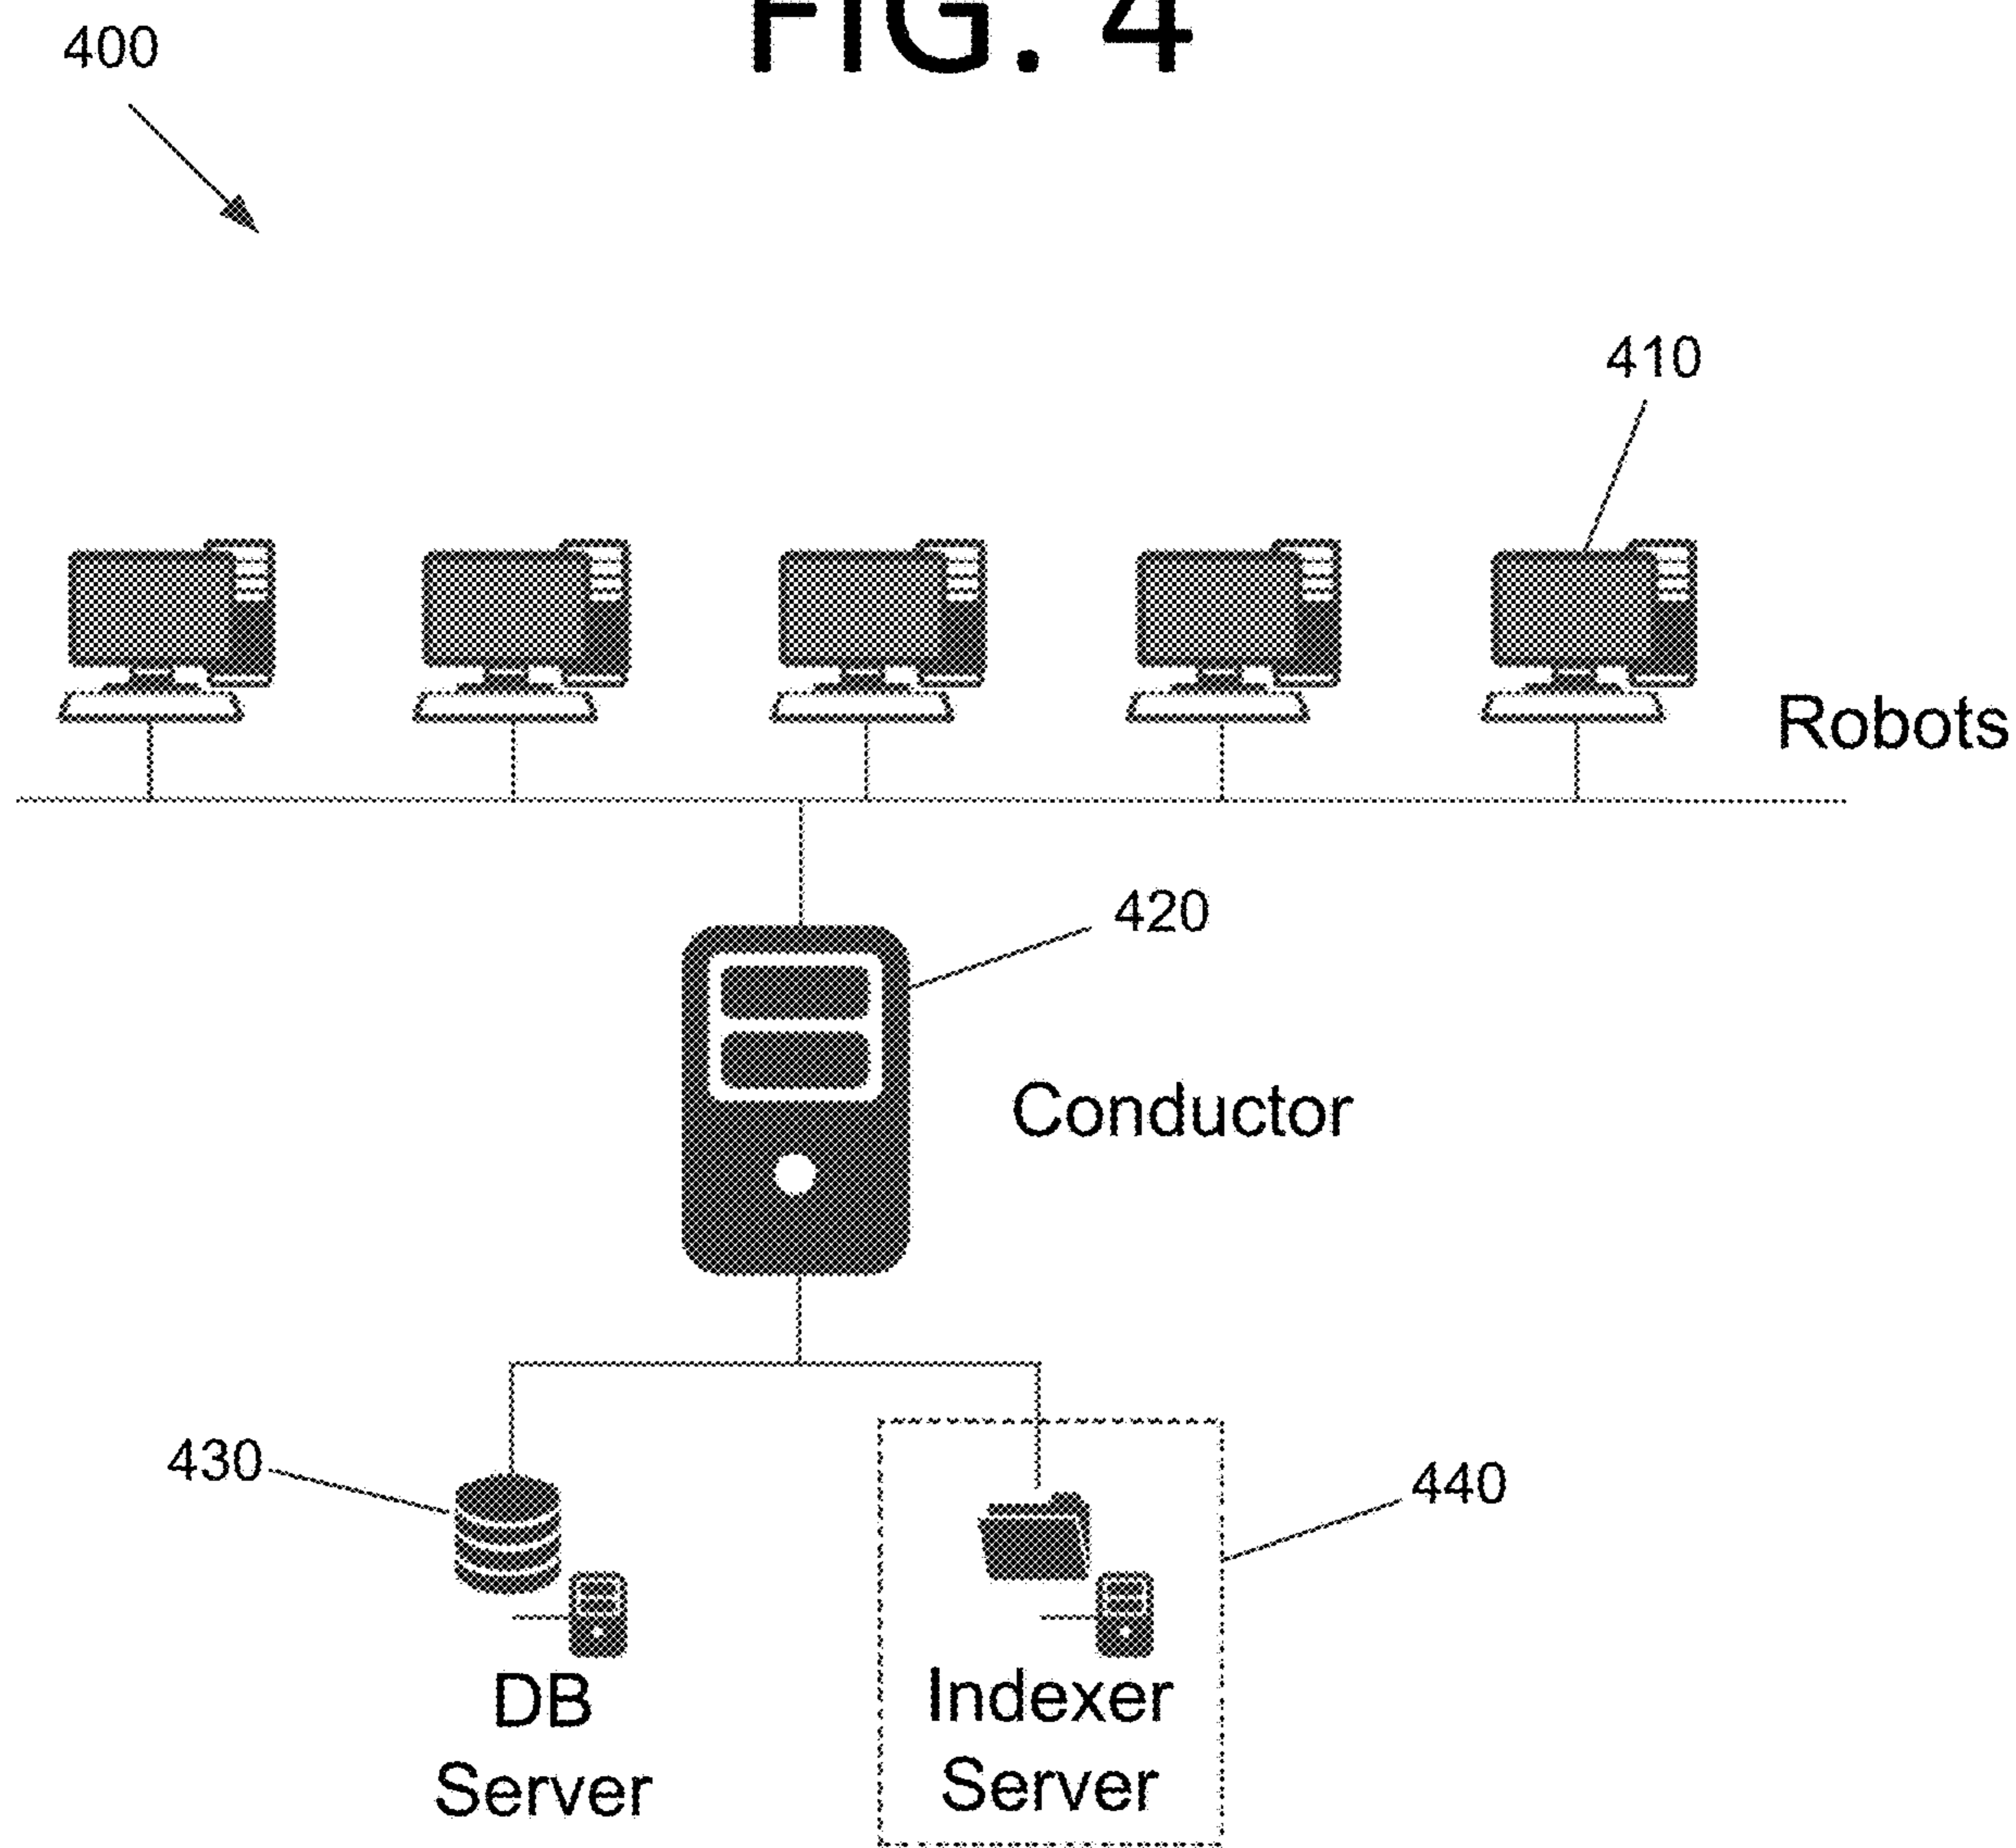 FIG. 4
400
410
Robots
420
Conductor
430
440
DB
Server
Indexer
Server